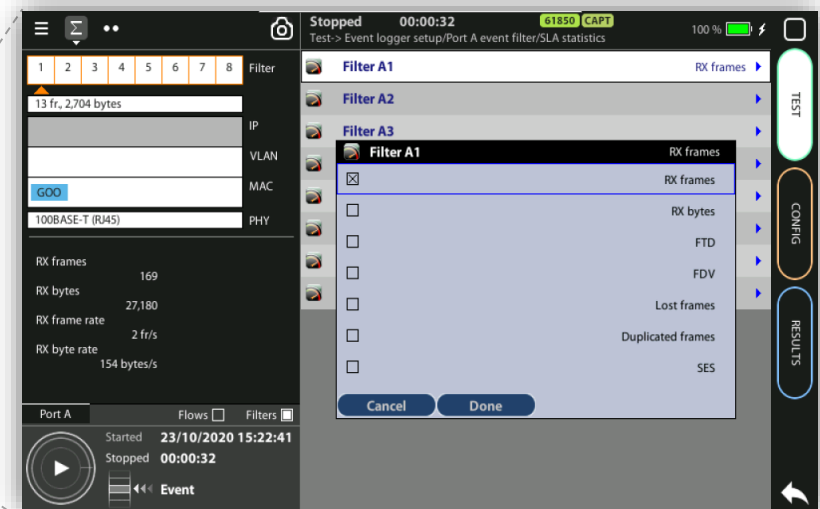 Σ
1 2 3 4 5 6 7 8 Filter
13 fr., 2,704 bytes
IP
VLAN
GOO MAC
100BASE-T (RJ45) PHY
RX frames
169
RX bytes
27,180
RX frame rate
2 fr/s
RX byte rate
154 bytes/s
Port A Flows Filters
Started 23/10/2020 15:22:41
Stopped 00:00:32
Event
Stopped 00:00:32 61850 CAPT
Test-> Event logger setup/Port A event filter/SLA statistics
100 %
Filter A1 RX frames
Filter A2
Filter A3
Filter A1 RX frames
RX frames
RX bytes
FTD
FDV
Lost frames
Duplicated frames
SES
Cancel Done
TEST
CONFIG
RESULTS